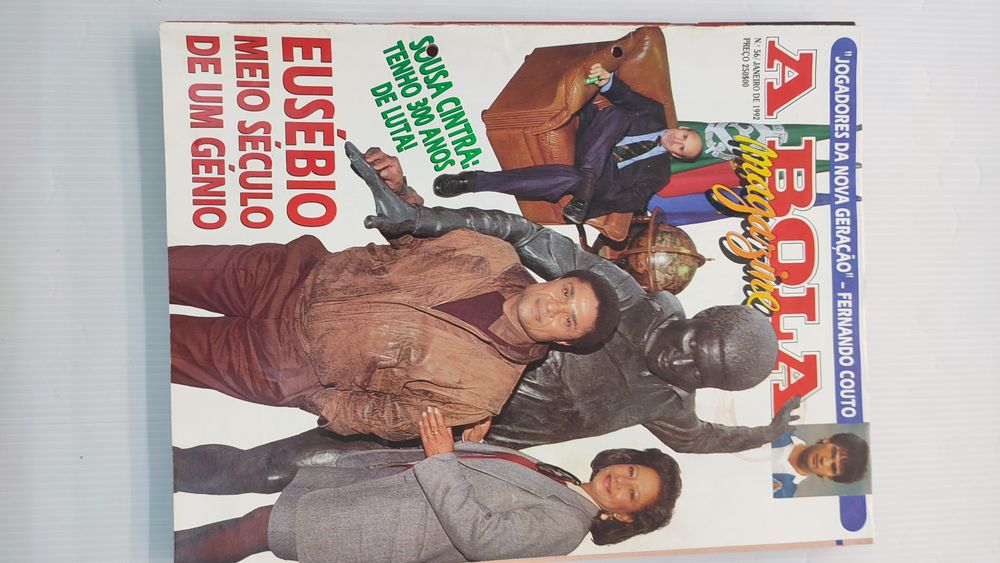 "JOGADORES DA NOVA GERAÇÃO" – FERNANDO COUTO
A BOLA
Magazine
N.º 56/JANEIRO DE 1992
PREÇO 250$00
SOUSA CINTRA:
TENHO 300 ANOS
DE LUTA!
EUSÉBIO
MEIO SÉCULO
DE UM GÉNIO